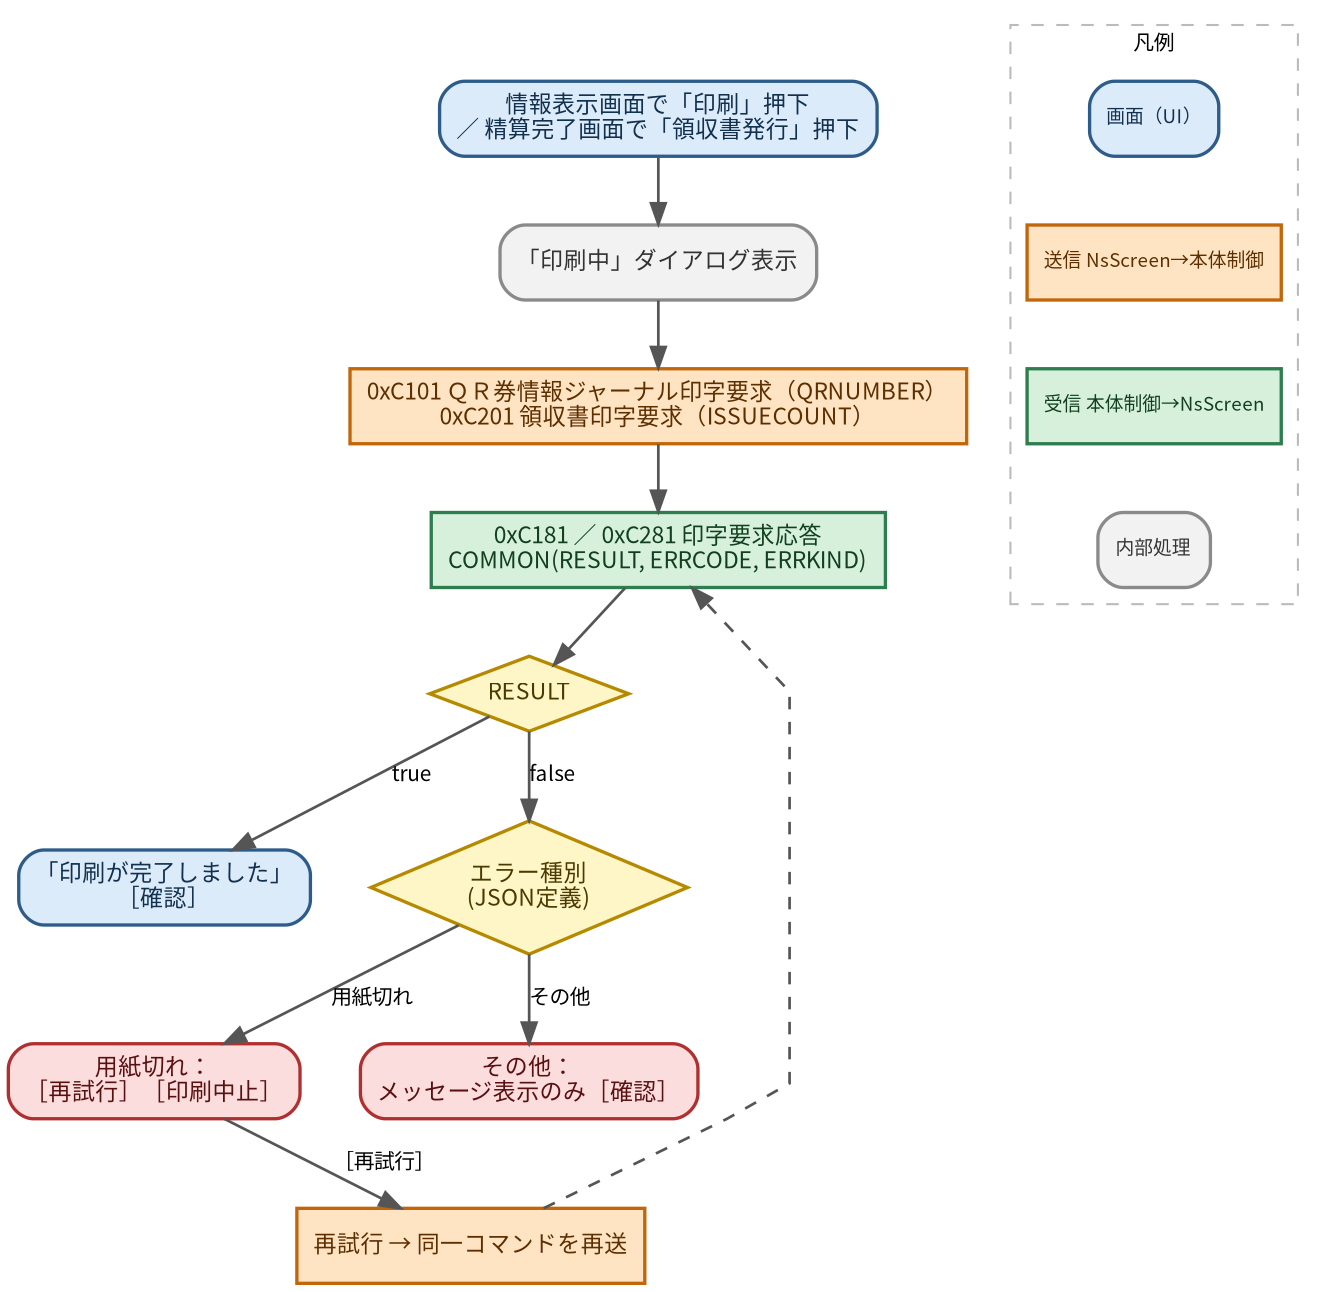 情報表示画面で「印刷」押下
／ 精算完了画面で「領収書発行」押下
「印刷中」ダイアログ表示
0xC101 ＱＲ券情報ジャーナル印字要求（QRNUMBER）
0xC201 領収書印字要求（ISSUECOUNT）
0xC181 ／ 0xC281 印字要求応答
COMMON(RESULT, ERRCODE, ERRKIND)
RESULT
true
false
「印刷が完了しました」
［確認］
エラー種別
(JSON定義)
用紙切れ
その他
用紙切れ：
［再試行］［印刷中止］
その他：
メッセージ表示のみ［確認］
［再試行］
再試行 → 同一コマンドを再送
凡例
画面（UI）
送信 NsScreen→本体制御
受信 本体制御→NsScreen
内部処理